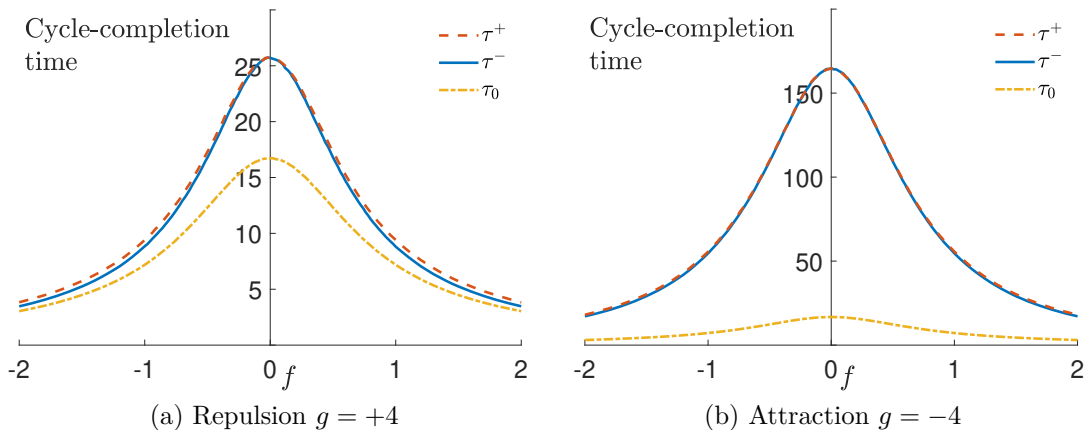 Cycle-completion
time
τ⁺
τ⁻
τ₀
25
20
15
10
5
-2
-1
0
1
2
f
(a) Repulsion g = +4
Cycle-completion
time
τ⁺
τ⁻
τ₀
150
100
50
-2
-1
0
1
2
f
(b) Attraction g = −4